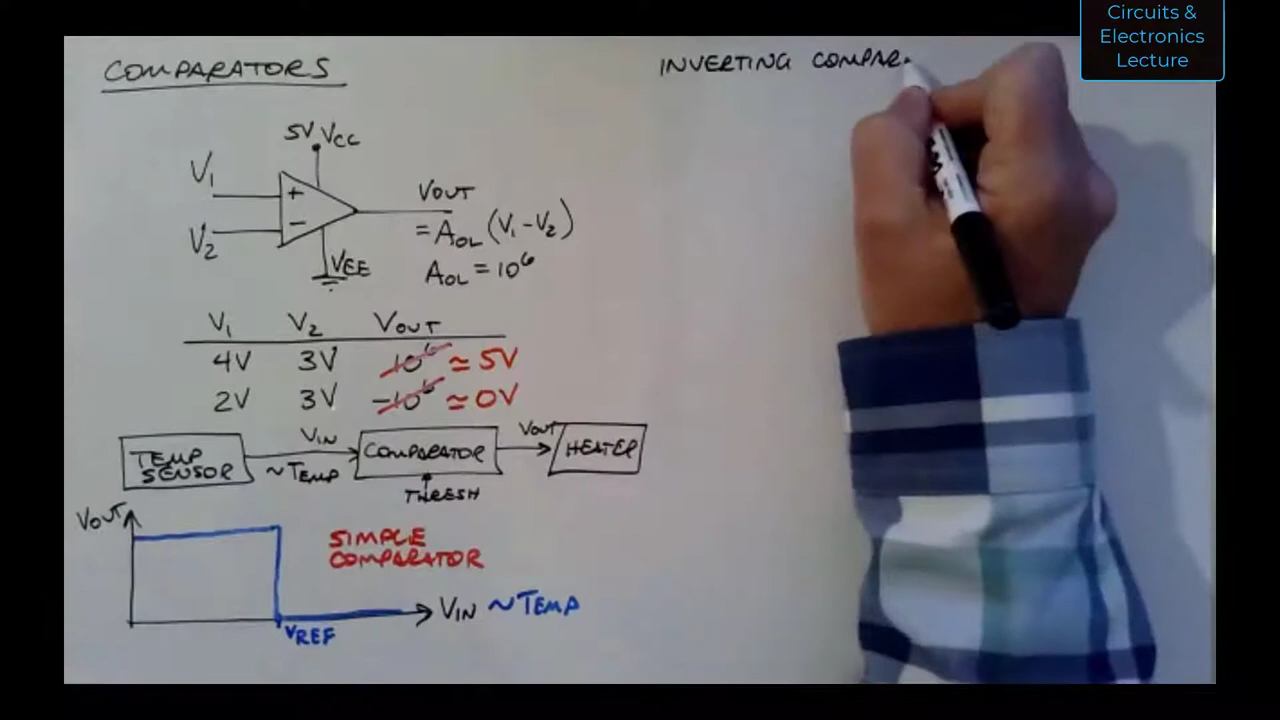 Circuits &
Electronics
Lecture
COMPARATORS
5V VCC
V1
+
V2
-
VEE
VOUT
= AOL (V1 - V2)
AOL = 10^6
V1 V2 VOUT
4V 3V 10^6 ≃ 5V
2V 3V -10^6 ≃ 0V
TEMP
SENSOR
VIN
~TEMP
COMPARATOR
THRESH
VOUT
HEATER
VOUT
SIMPLE
COMPARATOR
VIN ~TEMP
VREF
INVERTING COMPAR